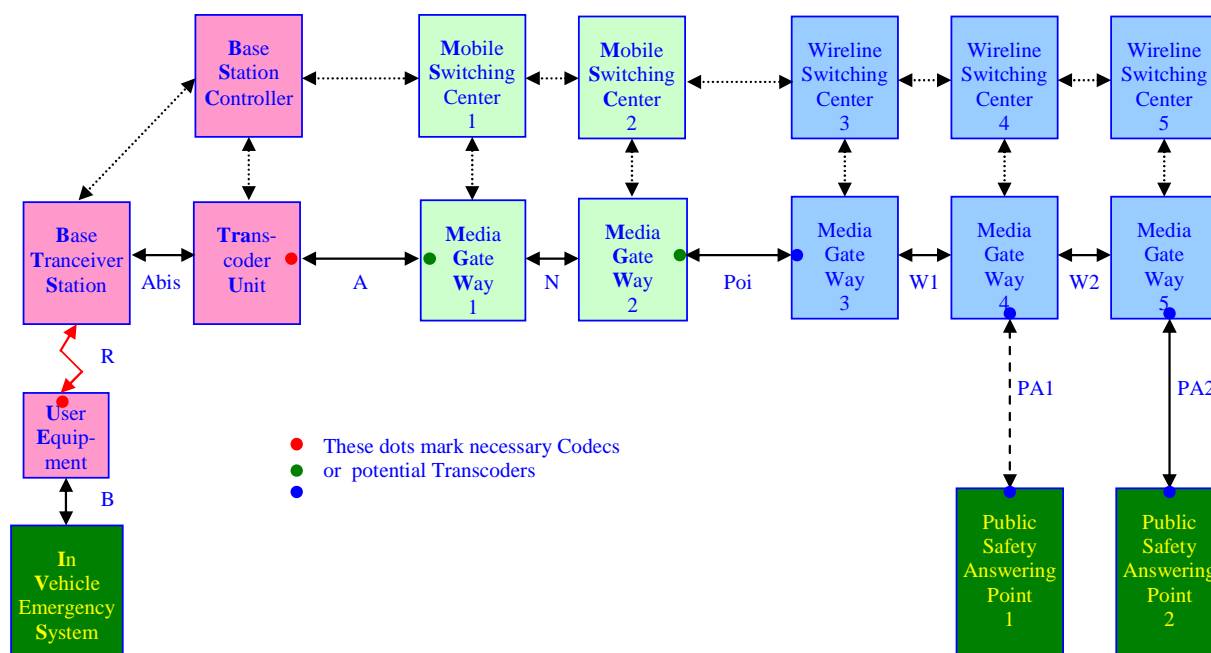 Base
Station
Controller
Mobile
Switching
Center
1
Mobile
Switching
Center
2
Wireline
Switching
Center
3
Wireline
Switching
Center
4
Wireline
Switching
Center
5
Base
Tranceiver
Station
Abis
Trans-
coder
Unit
A
Media
Gate
Way
1
N
Media
Gate
Way
2
Poi
Media
Gate
Way
3
W1
Media
Gate
Way
4
W2
Media
Gate
Way
5
R
User
Equip-
ment
B
In
Vehicle
Emergency
System
These dots mark necessary Codecs
or potential Transcoders
PA1
PA2
Public
Safety
Answering
Point
1
Public
Safety
Answering
Point
2